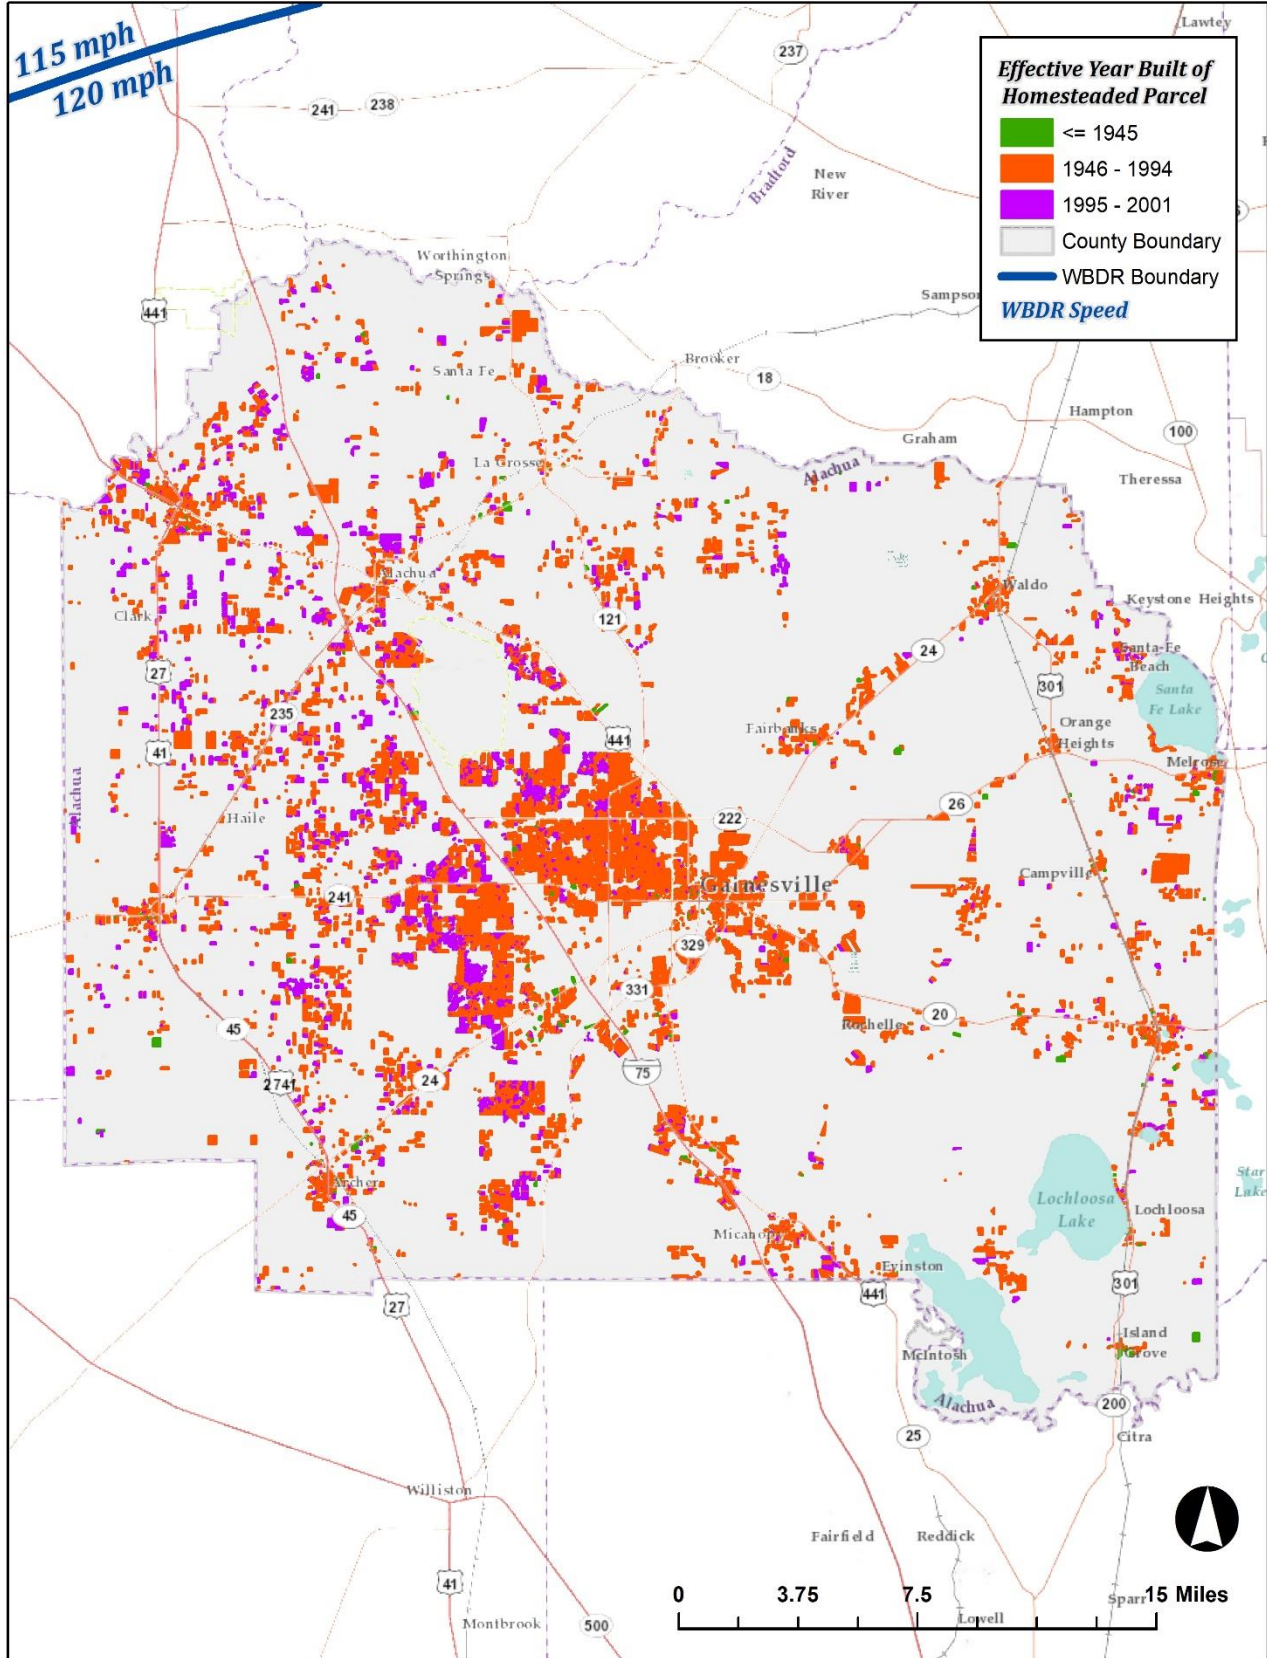 115 mph
120 mph
Effective Year Built of
Homesteaded Parcel
<= 1945
1946 - 1994
1995 - 2001
County Boundary
WBDR Boundary
WBDR Speed
Lawtey
237
241
238
New
River
Bradford
Worthington
Springs
441
Sampson
Santa Fe
Brooker
18
Hampton
100
Graham
Theressa
La Crosse
Alachua
Alachua
Waldo
Keystone Heights
Clark
121
24
Santa Fe
Beach
27
301
Santa
Fe Lake
235
Fairbanks
Orange
Heights
441
41
Melrose
Alachua
Haile
222
26
Campville
Gainesville
241
329
331
20
Rochelle
45
75
2741
24
Archer
45
Star
Lake
Lochloosa
Lake
Lochloosa
Micanopy
Evinston
441
301
27
Island
Grove
McIntosh
Alachua
200
25
Citra
Williston
Fairfield
Reddick
41
Montbrook
500
0
3.75
7.5
15 Miles
Sparr
Lowell